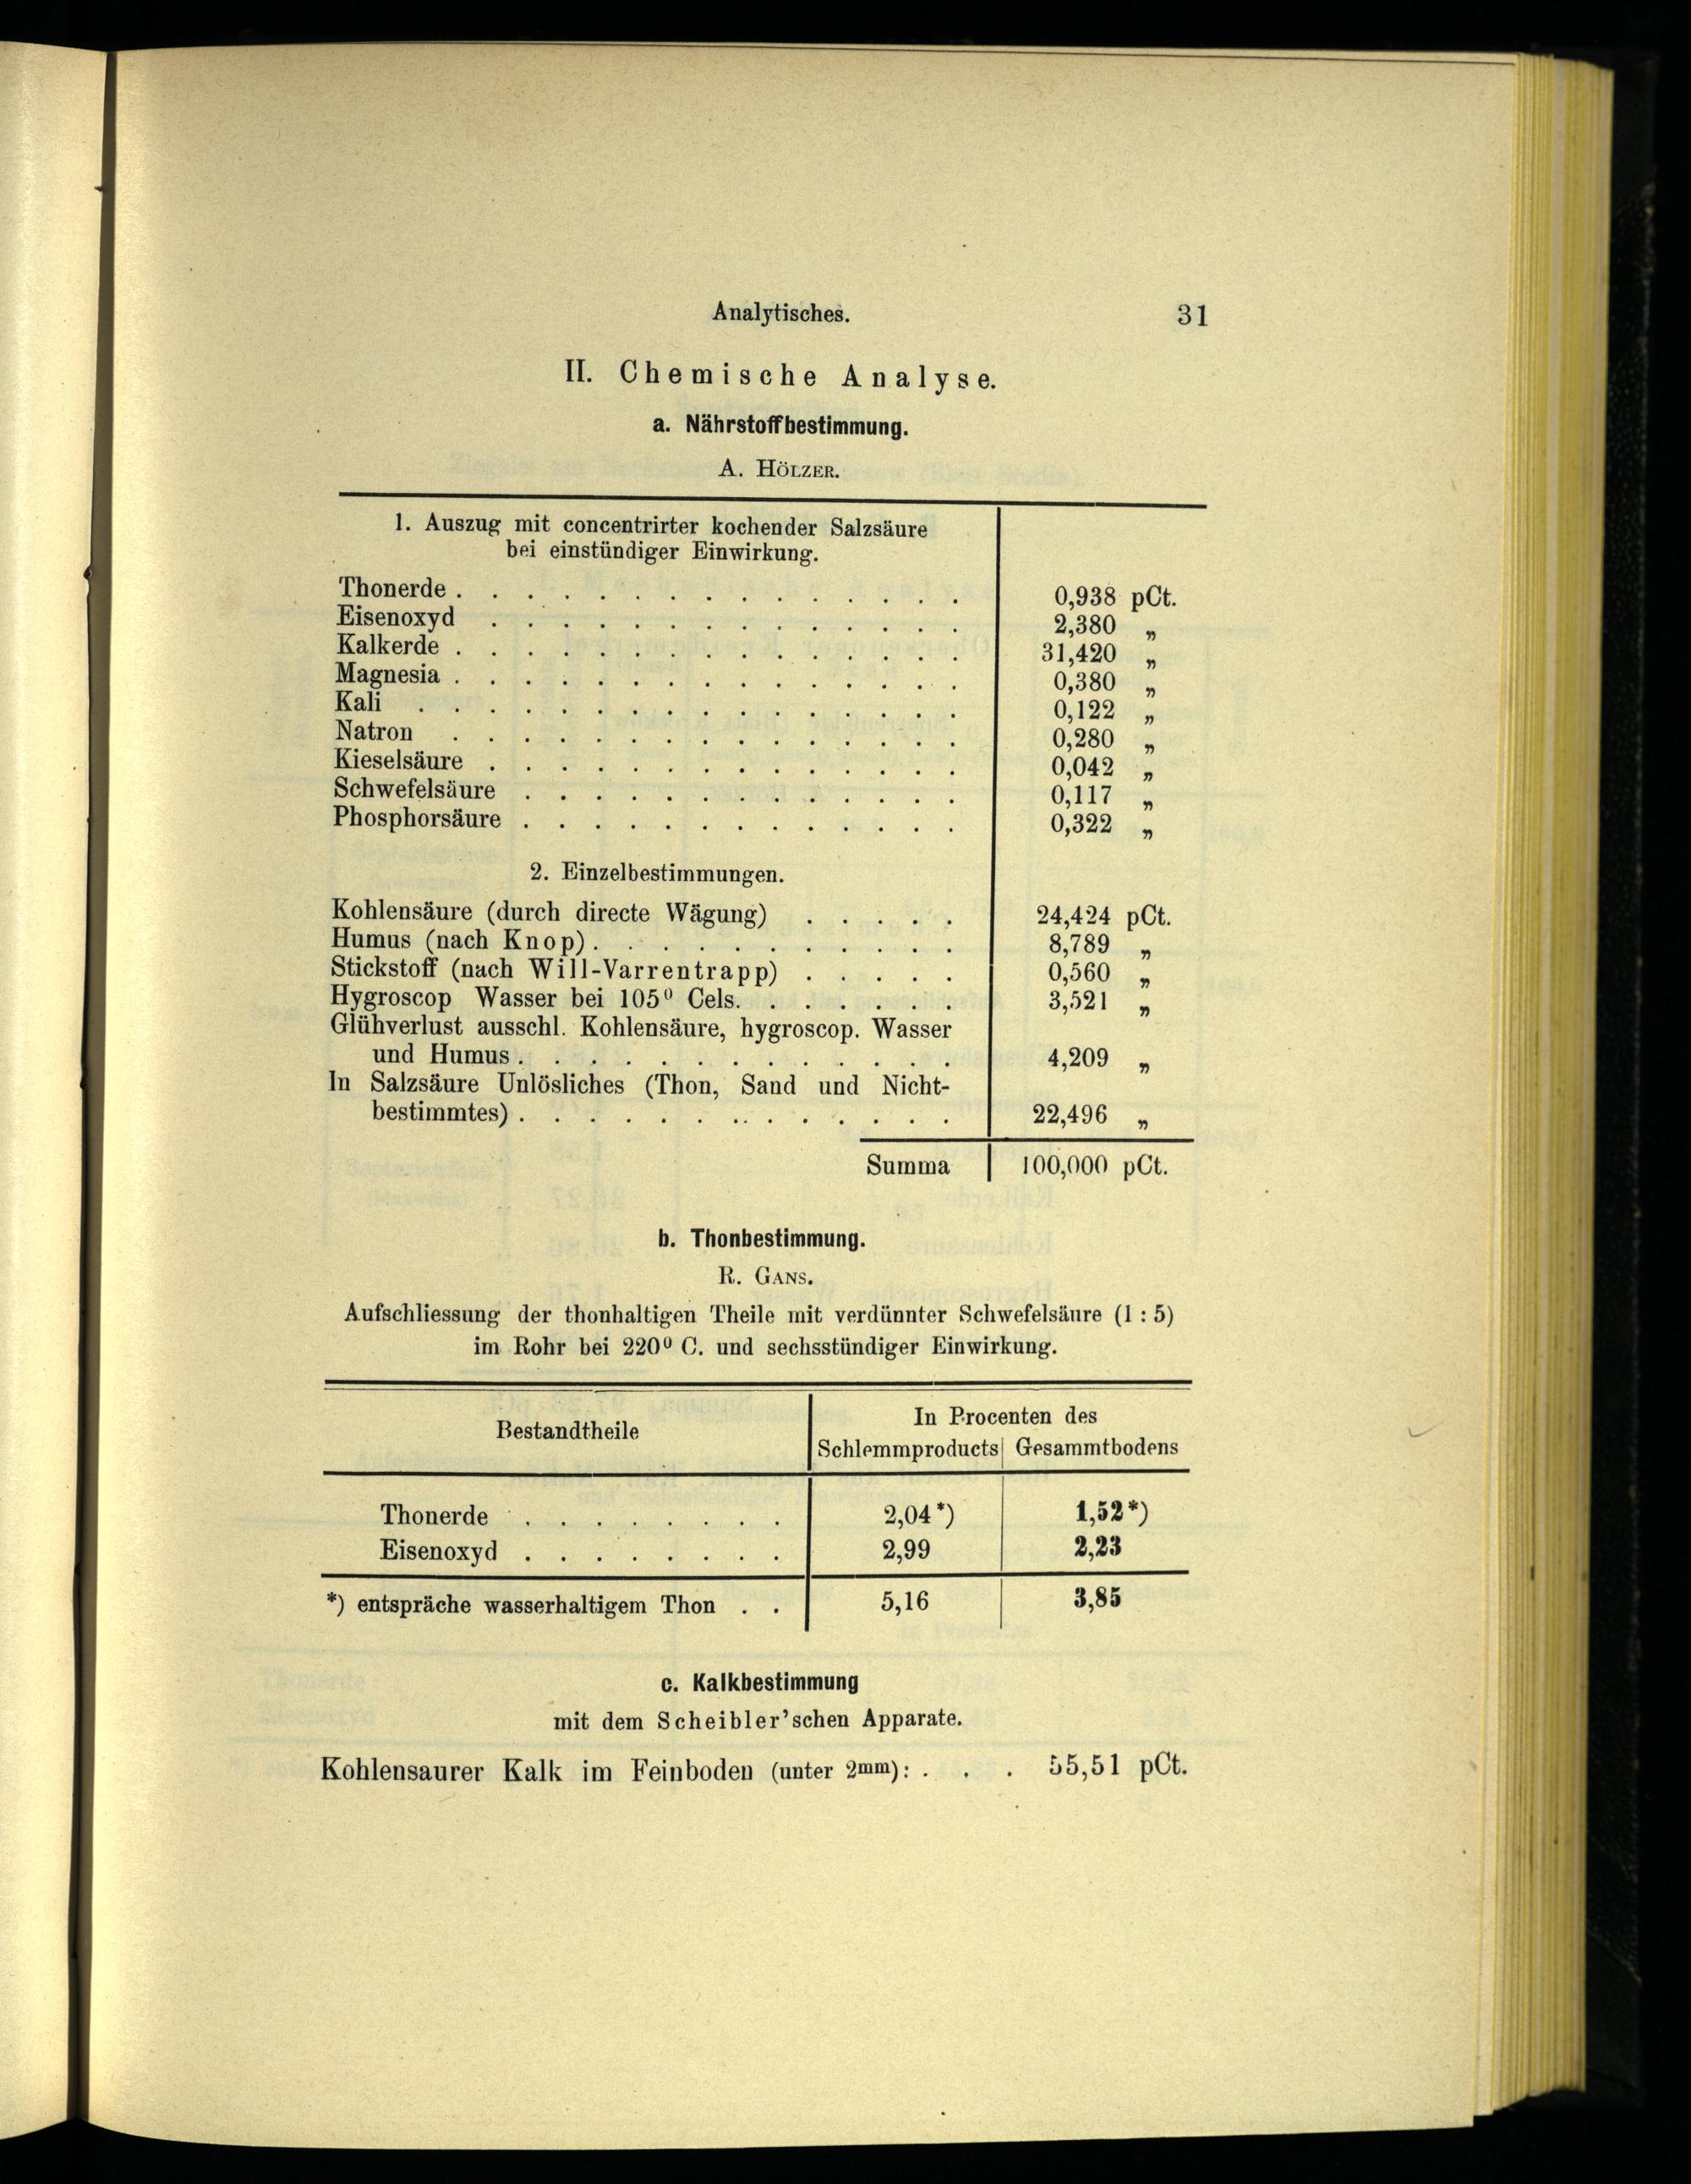 Analytisches. 31
II. Chemische Analyse.
a. Nährstoffbestimmung.
A. HÖLZER.
1. Auszug mit concentrirter kochender Salzsäure
bei einstündiger Einwirkung.
Thonerde . . . . . . . . . . . . . . . 0,938 pCt.
Eisenoxyd . . . . . . . . . . . . . . 2,380 „
Kalkerde . . . . . . . . . . . . . . . 31,420 „
Magnesia . . . . . . . . . . . . . . . 0,380 „
Kali . . . . . . . . . . . . . . . . 0,122 „
Natron . . . . . . . . . . . . . . . 0,280 „
Kieselsäure . . . . . . . . . . . . . . 0,042 „
Schwefelsäure . . . . . . . . . . . . . 0,117 „
Phosphorsäure . . . . . . . . . . . . . 0,322 „
2. Einzelbestimmungen.
Kohlensäure (durch directe Wägung) . . . . . 24,424 pCt.
Humus (nach Knop) . . . . . . . . . . . 8,789 „
Stickstoff (nach Will-Varrentrapp) . . . . . 0,560 „
Hygroscop Wasser bei 105⁰ Cels. . . . . . . 3,521 „
Glühverlust ausschl. Kohlensäure, hygroscop. Wasser
und Humus . . . . . . . . . . . . . 4,209 „
In Salzsäure Unlösliches (Thon, Sand und Nicht-
bestimmtes) . . . . . . . . . . . . . 22,496 „
Summa 100,000 pCt.
b. Thonbestimmung.
R. GANS.
Aufschliessung der thonhaltigen Theile mit verdünnter Schwefelsäure (1 : 5)
im Rohr bei 220⁰ C. und sechsstündiger Einwirkung.
Bestandtheile In Procenten des
Schlemmproducts Gesammtbodens
Thonerde . . . . . . . . 2,04*) 1,52*)
Eisenoxyd . . . . . . . . 2,99 2,23
*) entspräche wasserhaltigem Thon . . 5,16 3,85
c. Kalkbestimmung
mit dem Scheibler'schen Apparate.
Kohlensaurer Kalk im Feinboden (unter 2mm): . . . 55,51 pCt.